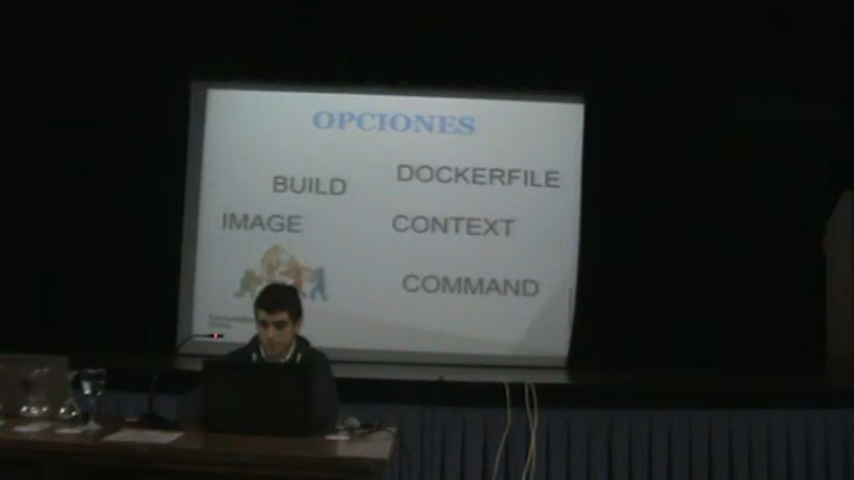 OPCIONES
BUILD
DOCKERFILE
IMAGE
CONTEXT
COMMAND